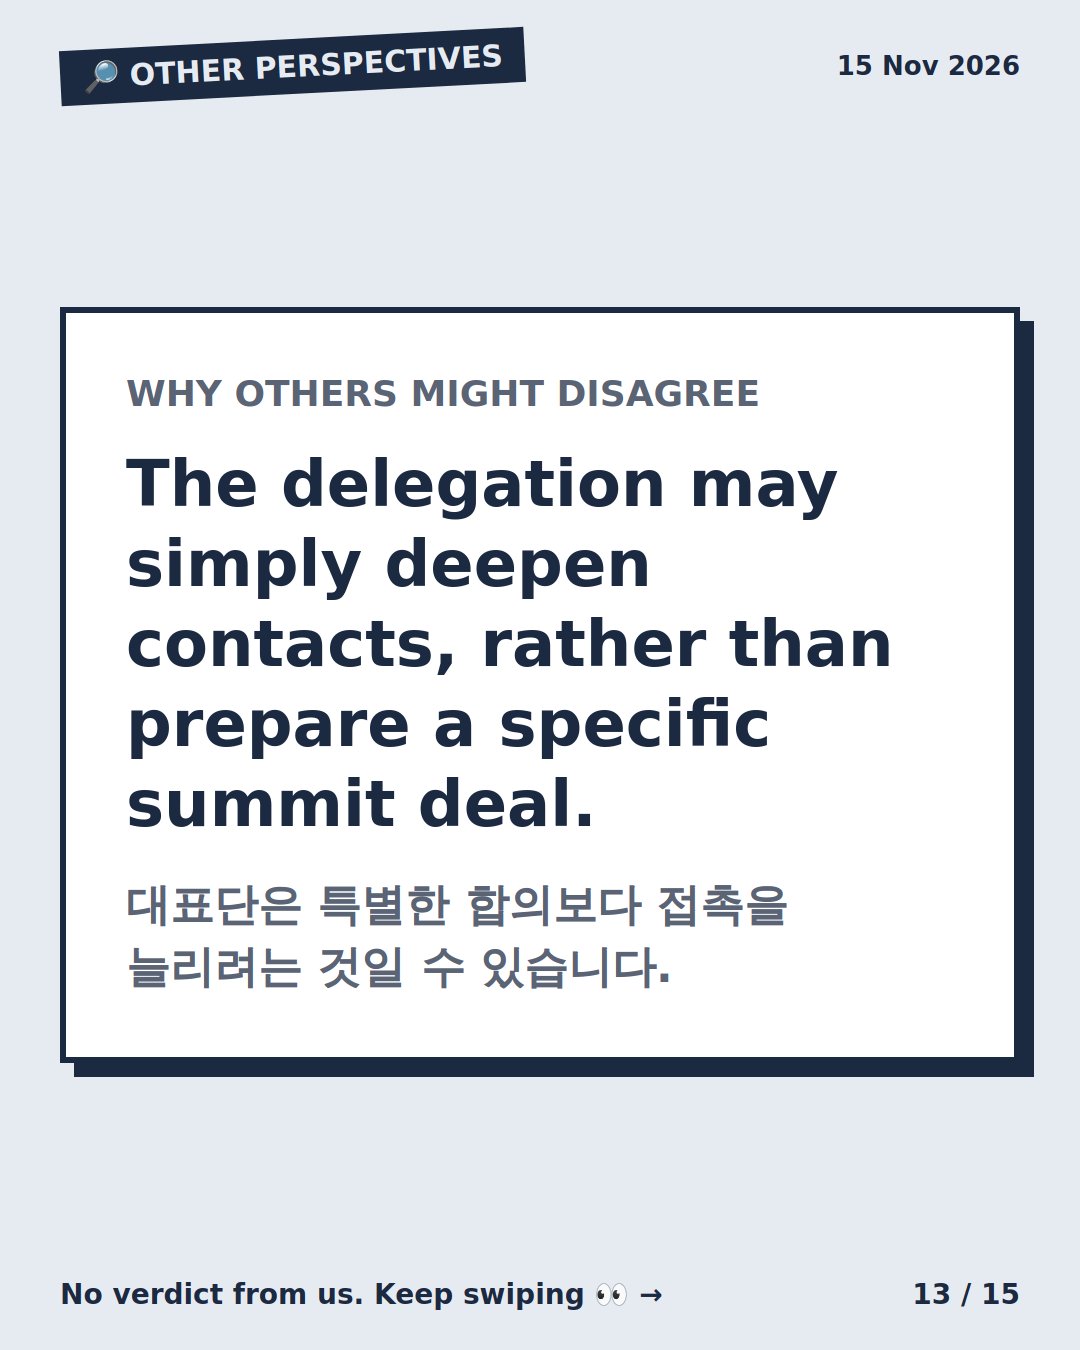 🔎 OTHER PERSPECTIVES
15 Nov 2026
WHY OTHERS MIGHT DISAGREE
The delegation may
simply deepen
contacts, rather than
prepare a specific
summit deal.
대표단은 특별한 합의보다 접촉을
늘리려는 것일 수 있습니다.
No verdict from us. Keep swiping 👀 →
13 / 15